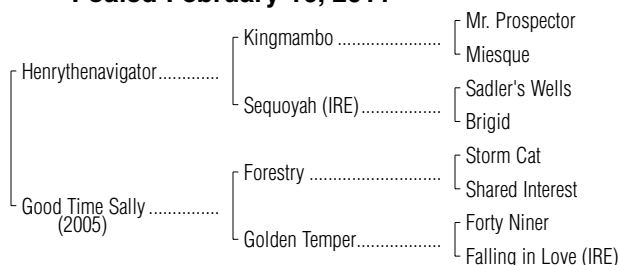 Foaled February 2011
Mr. Prospector
Kingmambo ......................
Miesque
Henrythenavigator.............
Sadler's Wells
Sequoyah (IRE).................
Brigid
Storm Cat
Forestry ............................
Shared Interest
Good Time Sally ...............
(2005)
Forty Niner
Golden Temper..................
Falling in Love (IRE)